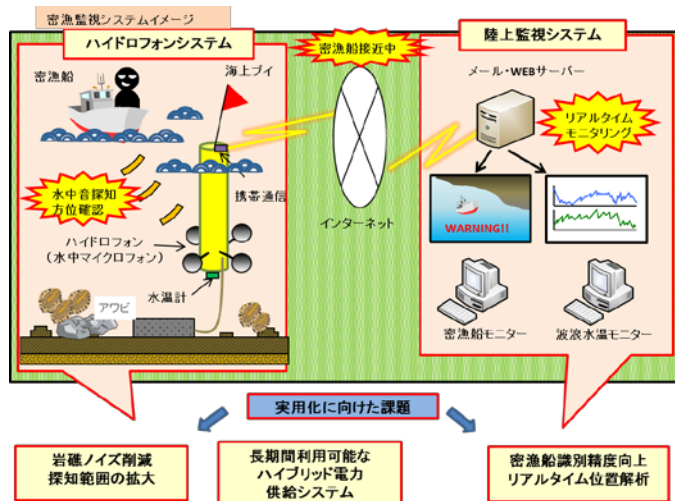 密漁監視システムイメージ
ハイドロフォンシステム
密漁船
海上ブイ
水中音探知
方位確認
携帯通信
ハイドロフォン
(水中マイクロフォン)
水温計
アワビ
密漁船接近中
インターネット
陸上監視システム
メール・WEBサーバー
リアルタイム
モニタリング
WARNING!!
密漁船モニター
波浪水温モニター
実用化に向けた課題
岩礁ノイズ削減
探知範囲の拡大
長期間利用可能な
ハイブリッド電力
供給システム
密漁船識別精度向上
リアルタイム位置解析